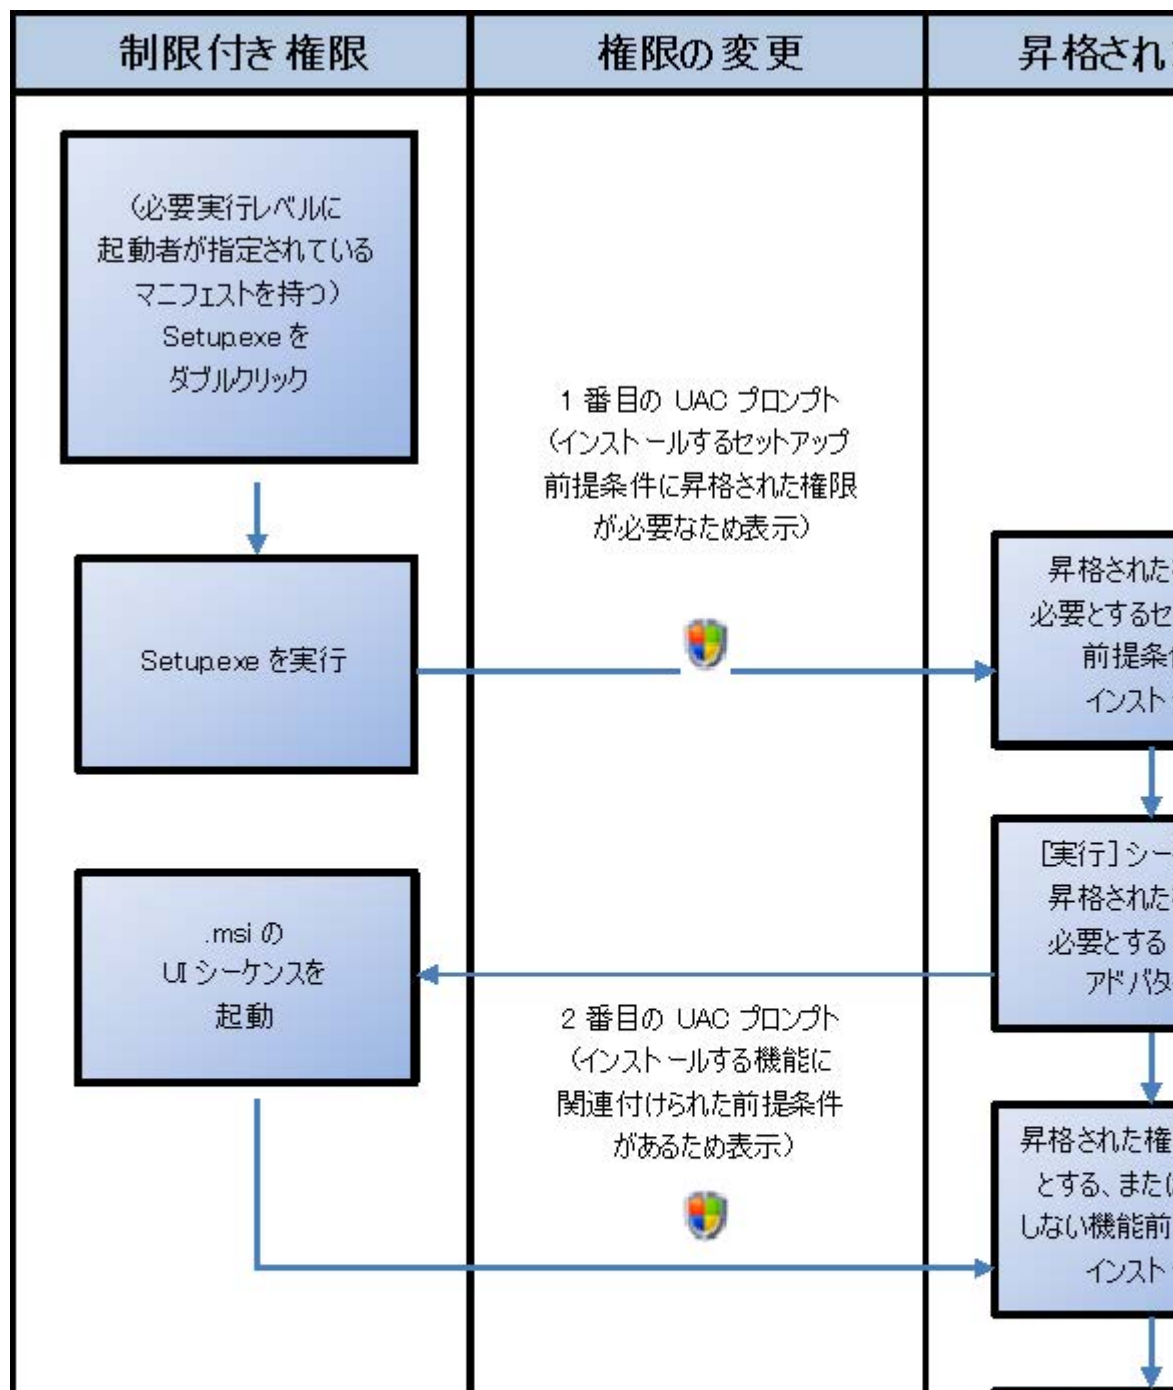 制限付き権限
権限の変更
昇格され
（必要実行レベルに
起動者が指定されている
マニフェストを持つ）
Setup.exe を
ダブルクリック
1 番目の UAC プロンプト
（インストールするセットアップ
前提条件に昇格された権限
が必要なため表示）
Setup.exe を実行
昇格された
必要とするセ
前提条
インスト
[実行] シー
昇格された
必要とする
アドバタ
.msi の
UI シーケンスを
起動
2 番目の UAC プロンプト
（インストールする機能に
関連付けられた前提条件
があるため表示）
昇格された権
とする、また
しない機能前
インスト